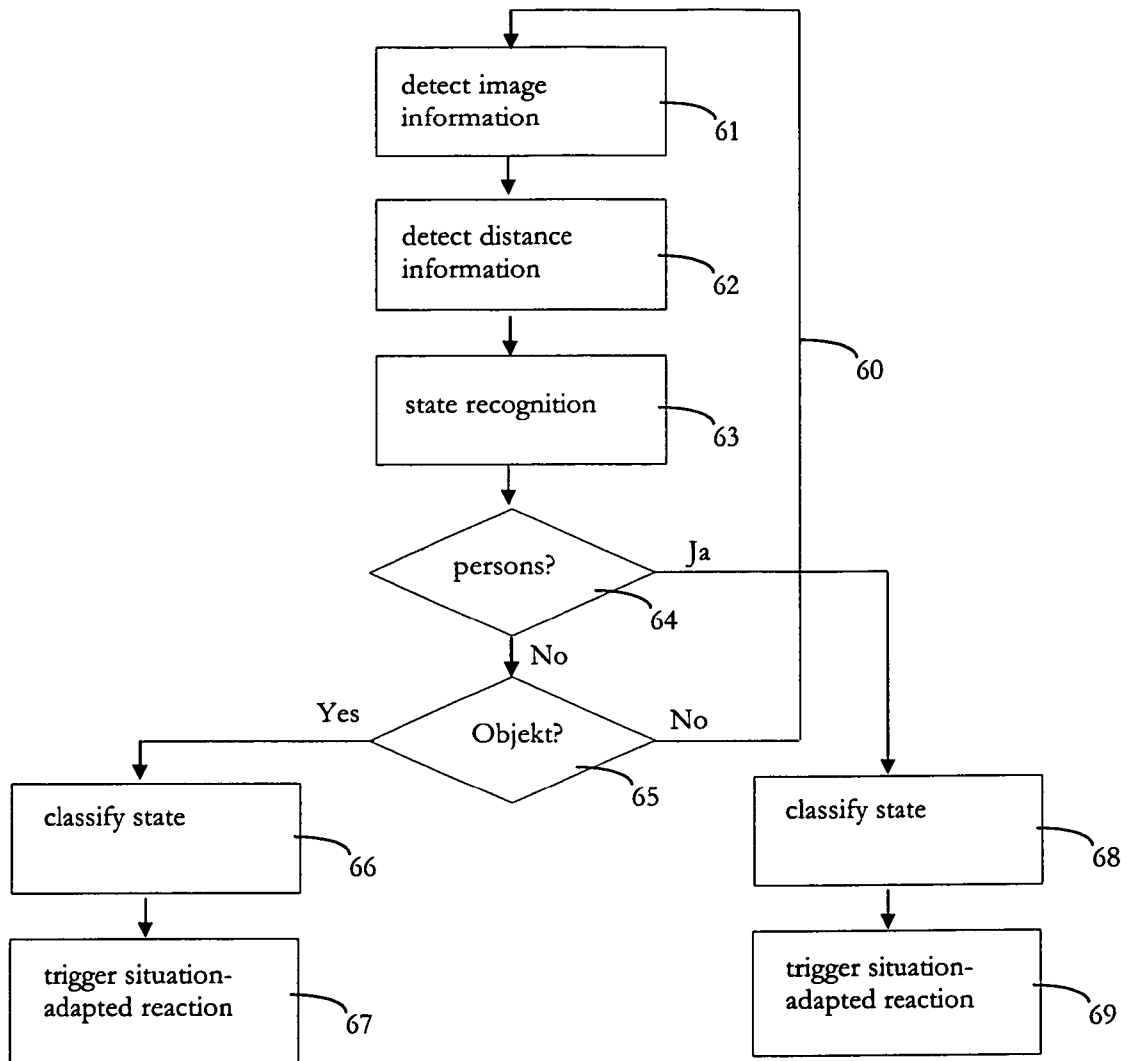 detect image
information
61
detect distance
information
62
state recognition
60
63
persons?
Ja
64
No
Yes
Objekt?
No
65
classify state
66
classify state
68
trigger situation-
adapted reaction
67
trigger situation-
adapted reaction
69